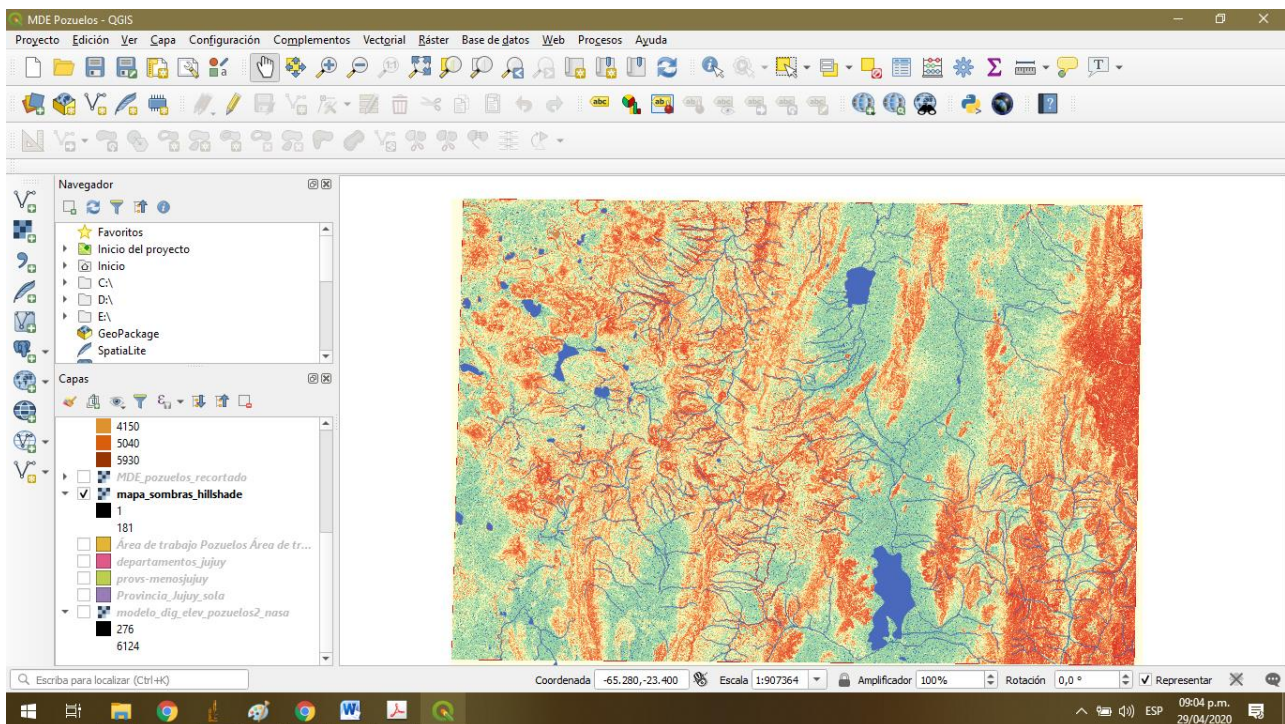 MDE Pozuelos - QGIS
Proyecto Edición Ver Capa Configuración Complementos Vectorial Ráster Base de datos Web Procesos Ayuda
abc
abc
T
Navegador
Favoritos
Inicio del proyecto
Inicio
C:\
D:\
E:\
GeoPackage
SpatiaLite
Capas
4150
5040
5930
MDE_pozuelos_recortado
mapa_sombras_hillshade
1
181
Área de trabajo Pozuelos Área de tr...
departamentos_jujuy
provs-menosjujuy
Provincia_Jujuy_sola
modelo_dig_elev_pozuelos2_nasa
276
6124
Escriba para localizar (Ctrl+K) Coordenada -65.280,-23.400 Escala 1:907364 Amplificador 100% Rotación 0,0 ° Representar
ESP 09:04 p.m.
29/04/2020